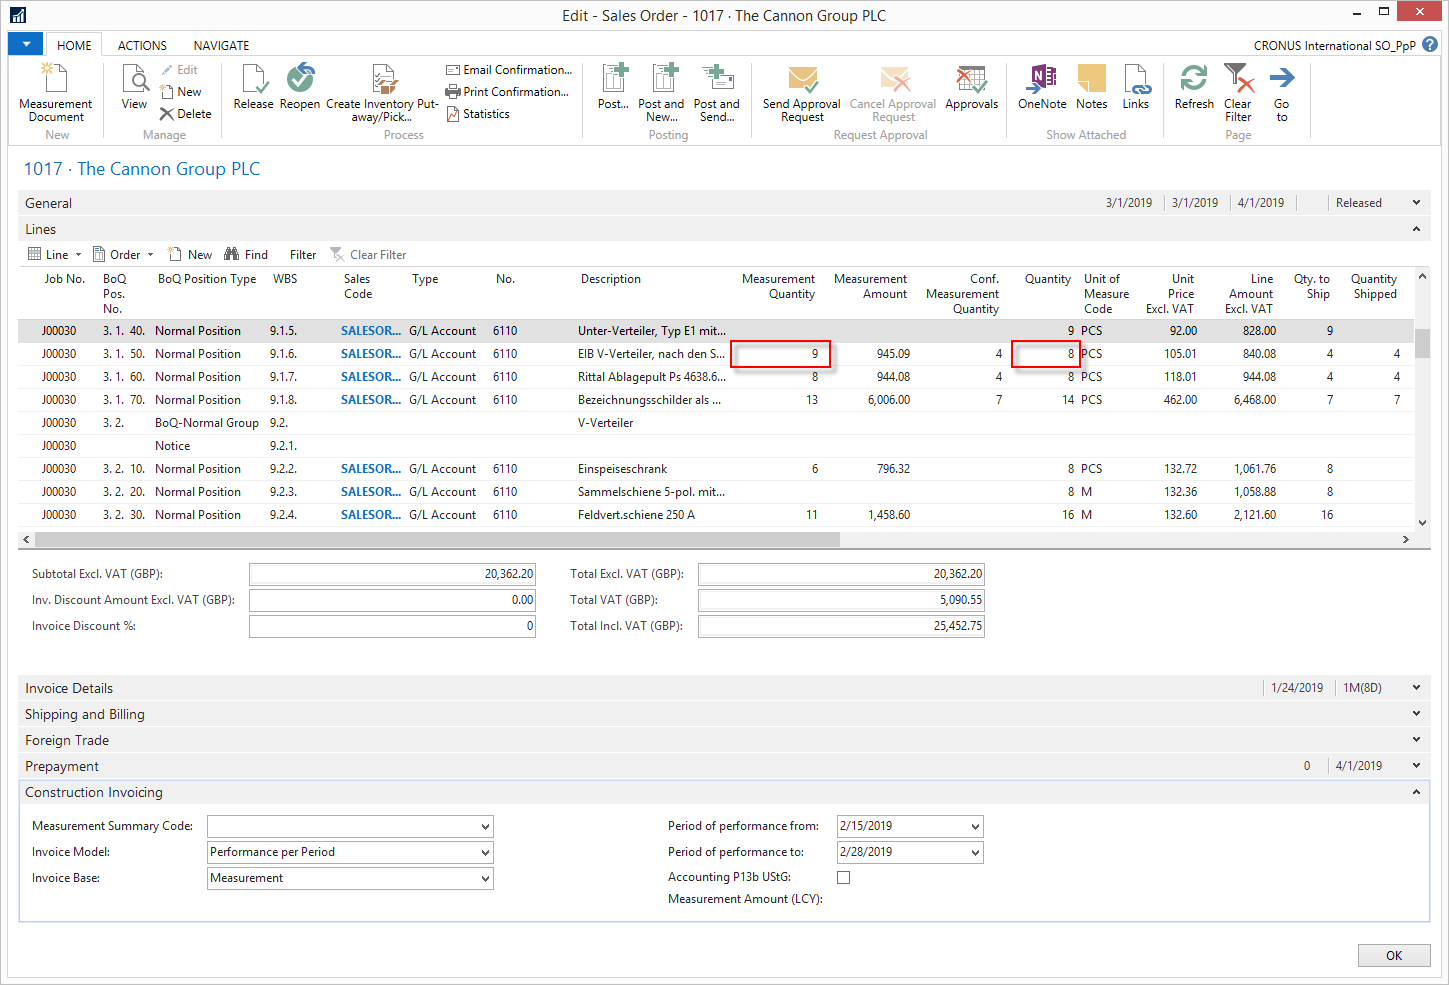 Edit - Sales Order - 1017 · The Cannon Group PLC
HOME ACTIONS NAVIGATE CRONUS International SO_PpP ?
Measurement Document
New
View
Edit
New
Delete
Manage
Release
Reopen
Create Inventory Put-away/Pick...
Email Confirmation...
Print Confirmation...
Statistics
Process
Post...
Post and New...
Post and Send...
Posting
Send Approval Request
Cancel Approval Request
Approvals
Request Approval
OneNote
Notes
Links
Show Attached
Refresh
Clear Filter
Go to
Page
1017 · The Cannon Group PLC
General 3/1/2019 3/1/2019 4/1/2019 Released
Lines
Line Order New Find Filter Clear Filter
Job No. BoQ Pos. No. BoQ Position Type WBS Sales Code Type No. Description Measurement Quantity Measurement Amount Conf. Measurement Quantity Quantity Unit of Measure Code Unit Price Excl. VAT Line Amount Excl. VAT Qty. to Ship Quantity Shipped
J00030 3. 1. 40. Normal Position 9.1.5. SALESOR... G/L Account 6110 Unter-Verteiler, Typ E1 mit... 9 PCS 92.00 828.00 9
J00030 3. 1. 50. Normal Position 9.1.6. SALESOR... G/L Account 6110 EIB V-Verteiler, nach den S... 9 945.09 4 8 PCS 105.01 840.08 4 4
J00030 3. 1. 60. Normal Position 9.1.7. SALESOR... G/L Account 6110 Rittal Ablagepult Ps 4638.6... 8 944.08 4 8 PCS 118.01 944.08 4 4
J00030 3. 1. 70. Normal Position 9.1.8. SALESOR... G/L Account 6110 Bezeichnungsschilder als ... 13 6,006.00 7 14 PCS 462.00 6,468.00 7 7
J00030 3. 2. BoQ-Normal Group 9.2. V-Verteiler
J00030 Notice 9.2.1.
J00030 3. 2. 10. Normal Position 9.2.2. SALESOR... G/L Account 6110 Einspeiseschrank 6 796.32 8 PCS 132.72 1,061.76 8
J00030 3. 2. 20. Normal Position 9.2.3. SALESOR... G/L Account 6110 Sammelschiene 5-pol. mit... 8 M 132.36 1,058.88 8
J00030 3. 2. 30. Normal Position 9.2.4. SALESOR... G/L Account 6110 Feldvert.schiene 250 A 11 1,458.60 16 M 132.60 2,121.60 16
Subtotal Excl. VAT (GBP): 20,362.20 Total Excl. VAT (GBP): 20,362.20
Inv. Discount Amount Excl. VAT (GBP): 0.00 Total VAT (GBP): 5,090.55
Invoice Discount %: 0 Total Incl. VAT (GBP): 25,452.75
Invoice Details 1/24/2019 1M(8D)
Shipping and Billing
Foreign Trade
Prepayment 0 4/1/2019
Construction Invoicing
Measurement Summary Code: Period of performance from: 2/15/2019
Invoice Model: Performance per Period Period of performance to: 2/28/2019
Invoice Base: Measurement Accounting P13b UStG:
Measurement Amount (LCY):
OK